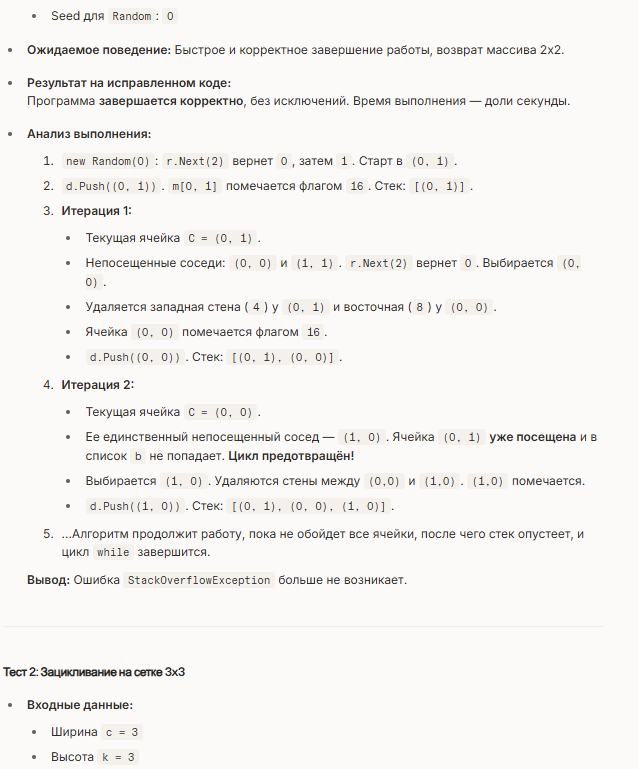 Seed для Random : 0
Ожидаемое поведение: Быстрое и корректное завершение работы, возврат массива 2x2.
Результат на исправленном коде:
Программа завершается корректно, без исключений. Время выполнения — доли секунды.
Анализ выполнения:
1. new Random(0) : r.Next(2) вернет 0 , затем 1 . Старт в (0, 1) .
2. d.Push((0, 1)) . m[0, 1] помечается флагом 16 . Стек: [(0, 1)] .
3. Итерация 1:
Текущая ячейка C = (0, 1) .
Непосещенные соседи: (0, 0) и (1, 1) . r.Next(2) вернет 0 . Выбирается (0,
0) .
Удаляется западная стена ( 4 ) у (0, 1) и восточная ( 8 ) у (0, 0) .
Ячейка (0, 0) помечается флагом 16 .
d.Push((0, 0)) . Стек: [(0, 1), (0, 0)] .
4. Итерация 2:
Текущая ячейка C = (0, 0) .
Ее единственный непосещенный сосед — (1, 0) . Ячейка (0, 1) уже посещена и в
список b не попадает. Цикл предотвращён!
Выбирается (1, 0) . Удаляются стены между (0,0) и (1,0) . (1,0) помечается.
d.Push((1, 0)) . Стек: [(0, 1), (0, 0), (1, 0)] .
5. ...Алгоритм продолжит работу, пока не обойдет все ячейки, после чего стек опустеет, и
цикл while завершится.
Вывод: Ошибка StackOverflowException больше не возникает.
Тест 2: Зацикливание на сетке 3x3
Входные данные:
Ширина c = 3
Высота k = 3